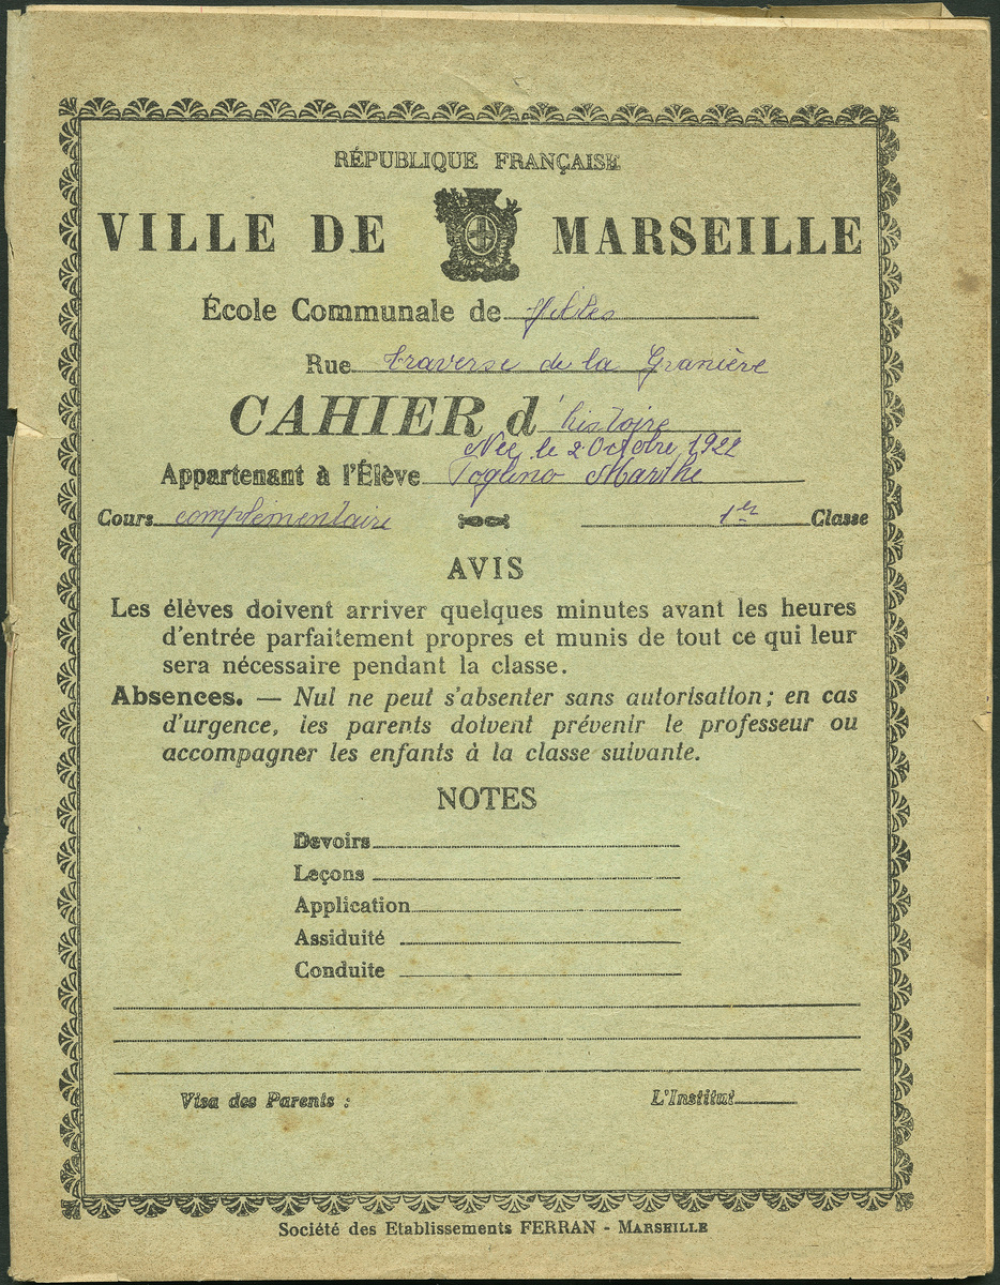 RÉPUBLIQUE FRANÇAISE
VILLE DE MARSEILLE
École Communale de filles
Rue traverse de la Granière
CAHIER d'histoire
Née le 2 Octobre 1922
Appartenant à l'Élève Toglino Marthe
Cours complémentaire 1er Classe
AVIS
Les élèves doivent arriver quelques minutes avant les heures
d'entrée parfaitement propres et munis de tout ce qui leur
sera nécessaire pendant la classe.
Absences. — Nul ne peut s'absenter sans autorisation; en cas
d'urgence, les parents doivent prévenir le professeur ou
accompagner les enfants à la classe suivante.
NOTES
Devoirs
Leçons
Application
Assiduité
Conduite
Visa des Parents : L'Institut
Société des Etablissements FERRAN - MARSEILLE